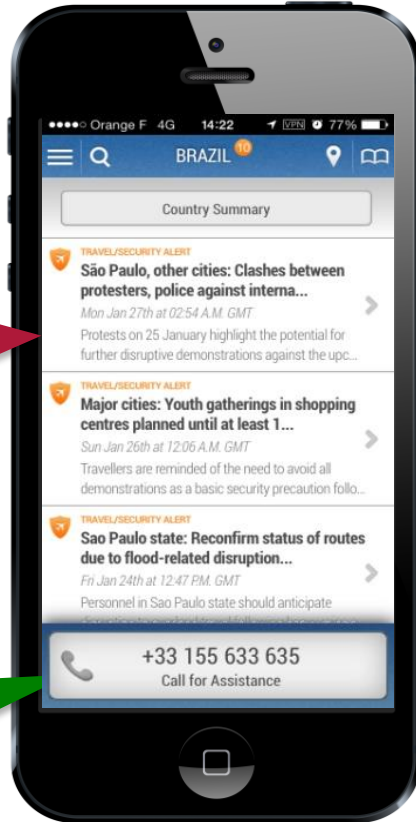 Orange F 4G 14:22 VPN 77%
BRAZIL 10
Country Summary
TRAVEL/SECURITY ALERT
São Paulo, other cities: Clashes between
protesters, police against interna...
Mon Jan 27th at 02:54 A.M. GMT
Protests on 25 January highlight the potential for
further disruptive demonstrations against the upc...
TRAVEL/SECURITY ALERT
Major cities: Youth gatherings in shopping
centres planned until at least 1...
Sun Jan 26th at 12:06 A.M. GMT
Travellers are reminded of the need to avoid all
demonstrations as a basic security precaution follo...
TRAVEL/SECURITY ALERT
Sao Paulo state: Reconfirm status of routes
due to flood-related disruption...
Fri Jan 24th at 12:47 P.M. GMT
Personnel in Sao Paulo state should anticipate
+33 155 633 635
Call for Assistance